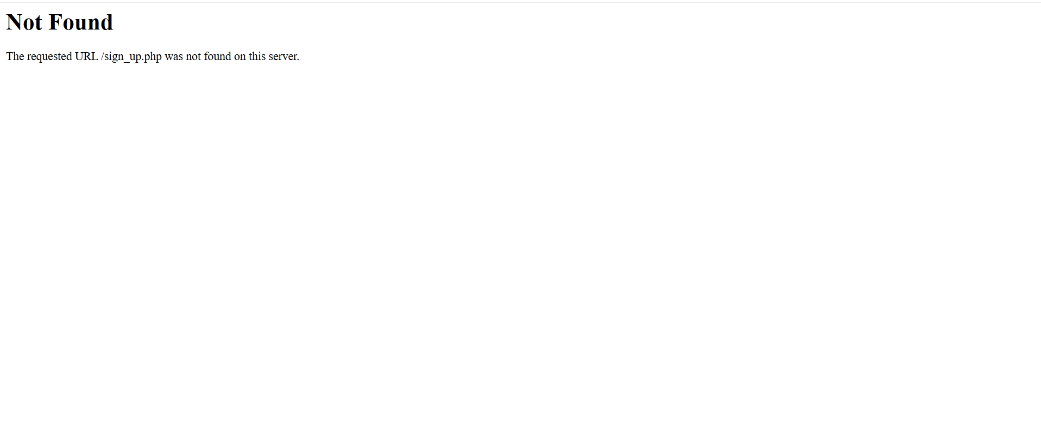 Not Found
The requested URL /sign_up.php was not found on this server.